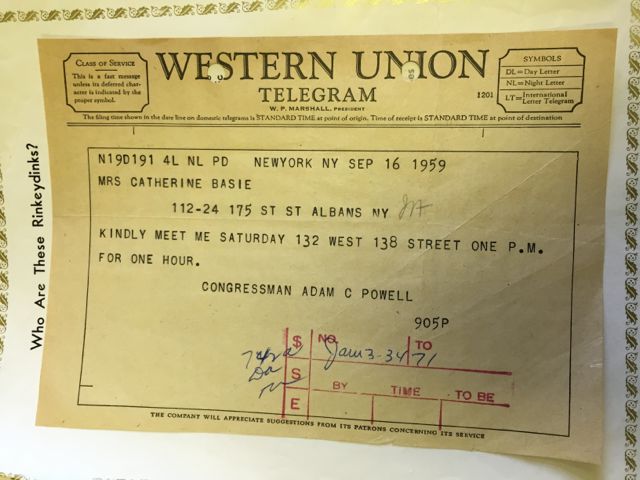 Who Are These Rinkeydinks?
CLASS OF SERVICE
This is a fast message
unless its deferred char-
acter is indicated by the
proper symbol.
WESTERN UNION
TELEGRAM
W. P. MARSHALL, PRESIDENT
1201
SYMBOLS
DL=Day Letter
NL=Night Letter
LT=International Letter Telegram
The filing time shown in the date line on domestic telegrams is STANDARD TIME at point of origin. Time of receipt is STANDARD TIME at point of destination
N19D191 4L NL PD NEWYORK NY SEP 16 1959
MRS CATHERINE BASIE
112-24 175 ST ST ALBANS NY
KINDLY MEET ME SATURDAY 132 WEST 138 STREET ONE P.M.
FOR ONE HOUR.
CONGRESSMAN ADAM C POWELL
905P
$ NO. Jam 3-3471 TO
S BY TIME TO BE
E
THE COMPANY WILL APPRECIATE SUGGESTIONS FROM ITS PATRONS CONCERNING ITS SERVICE